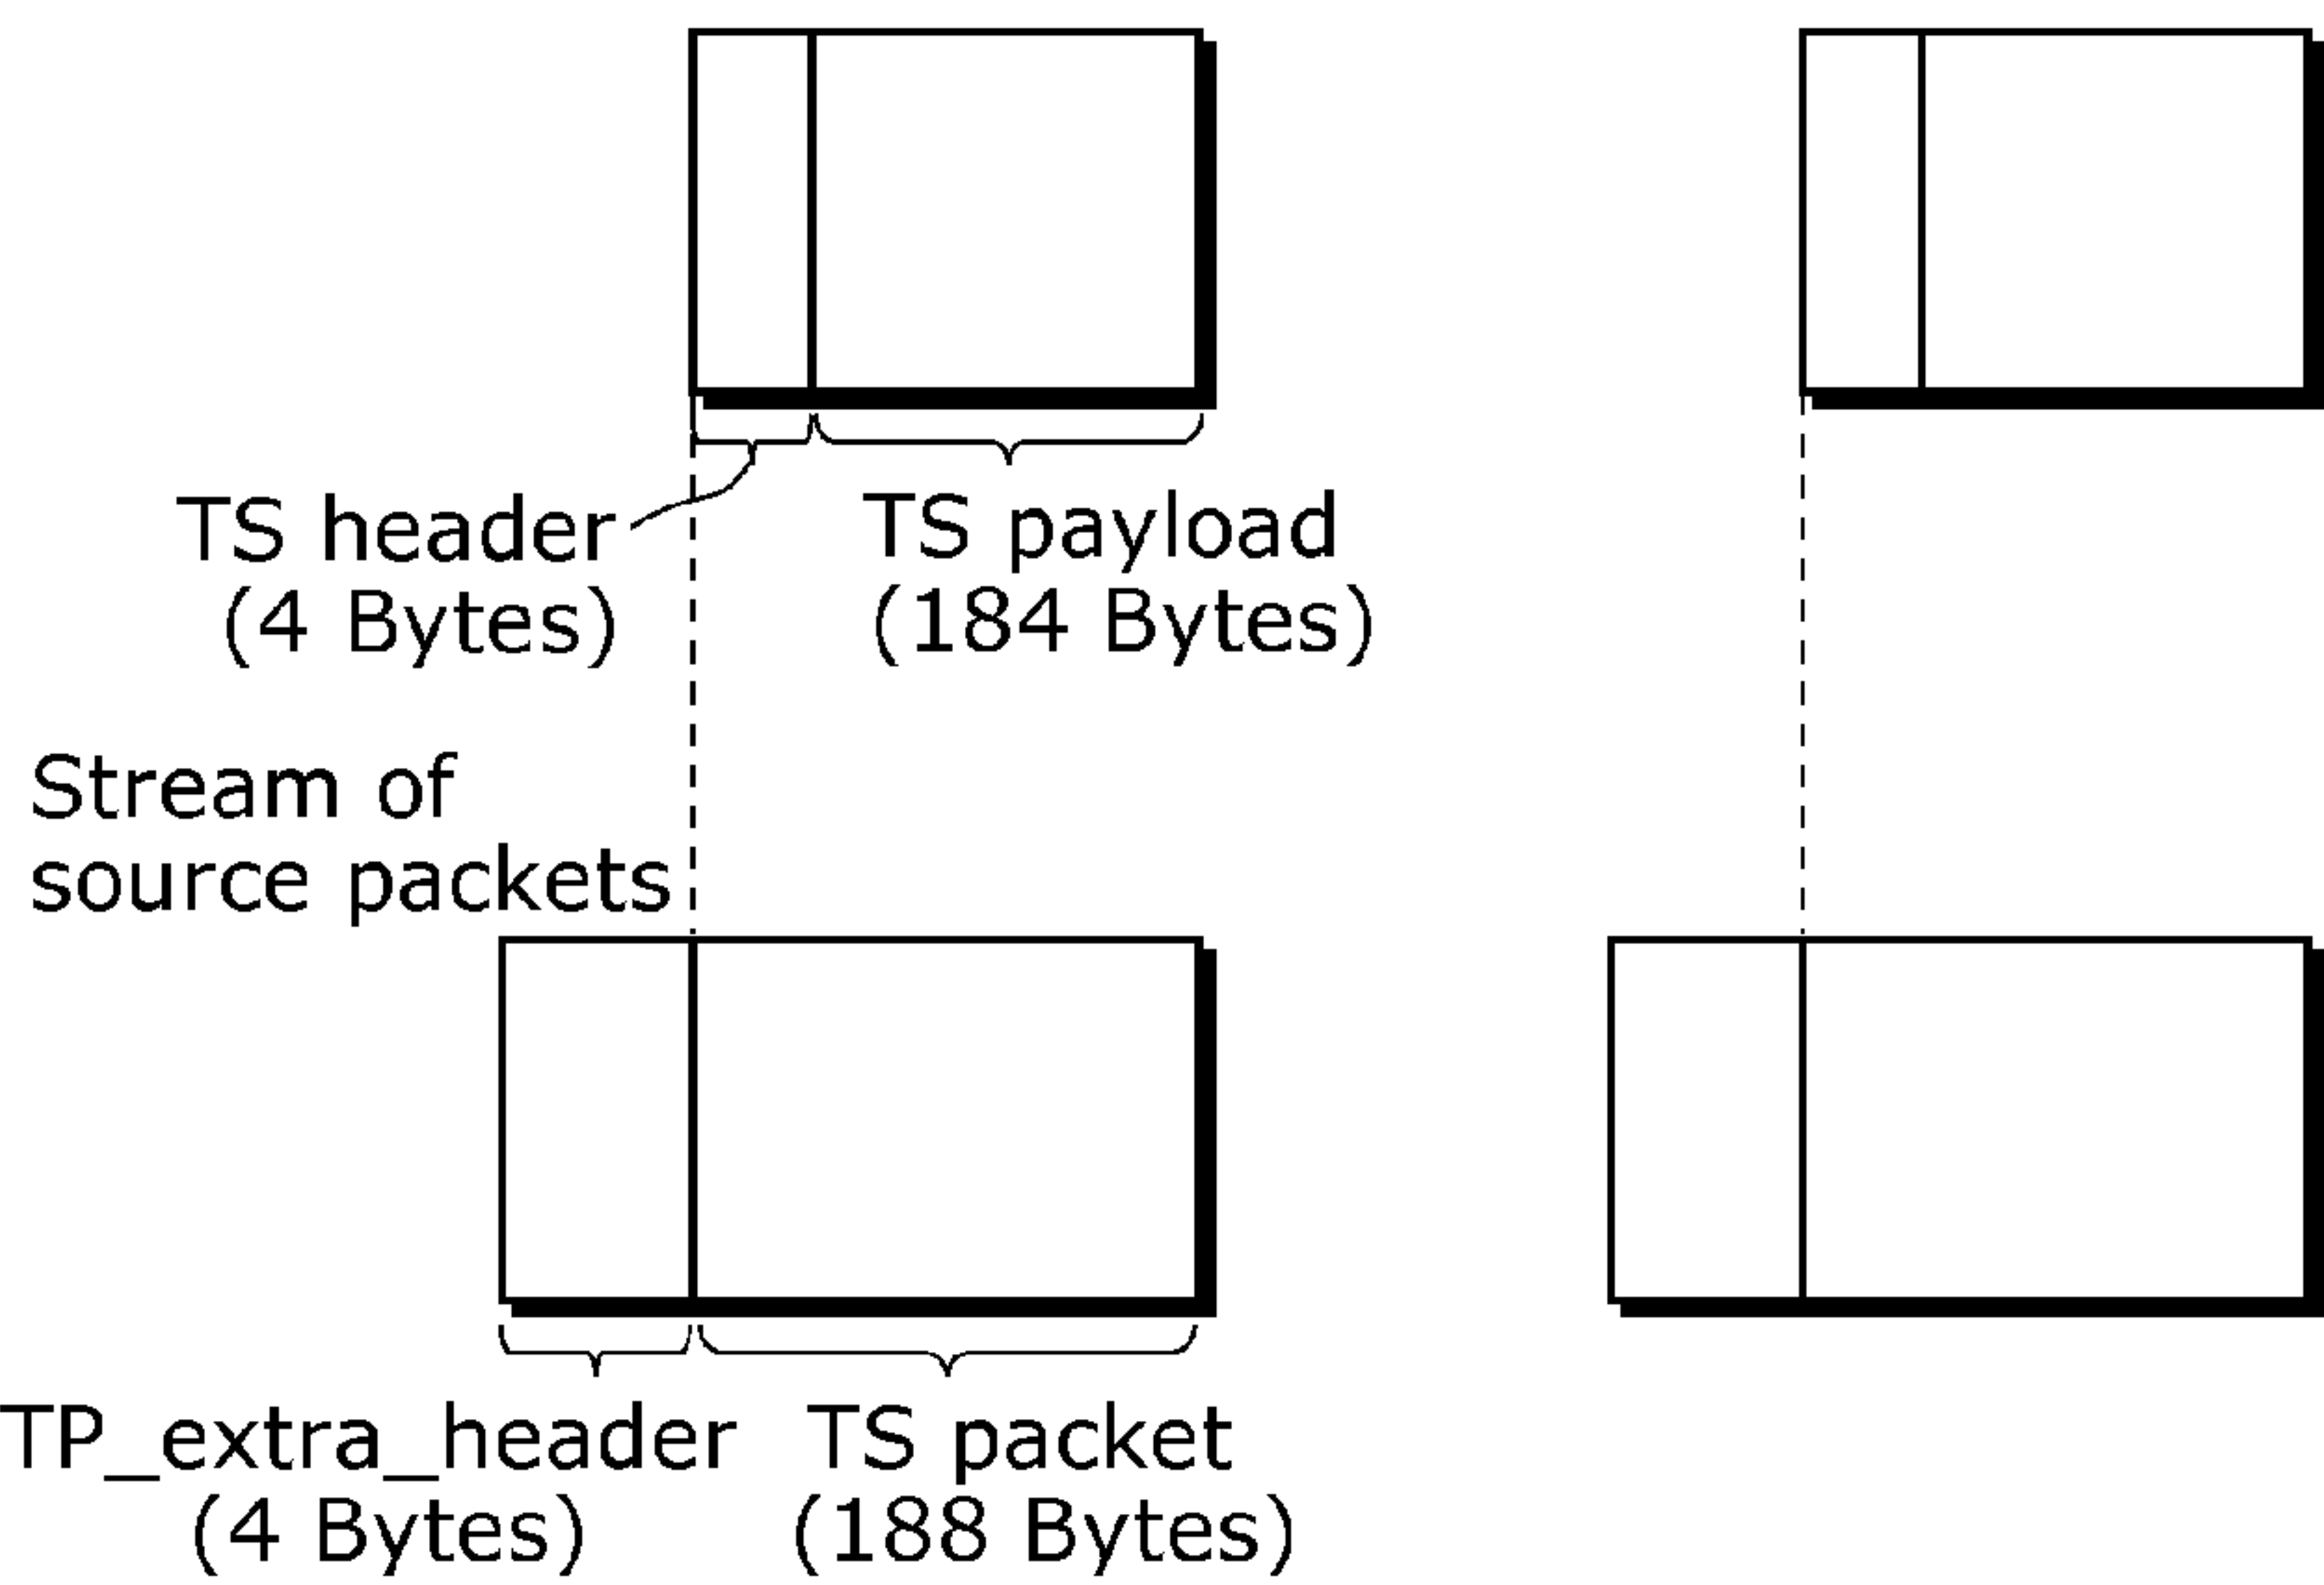 TS header
(4 Bytes)
TS payload
(184 Bytes)
Stream of
source packets
TP_extra_header
(4 Bytes)
TS packet
(188 Bytes)